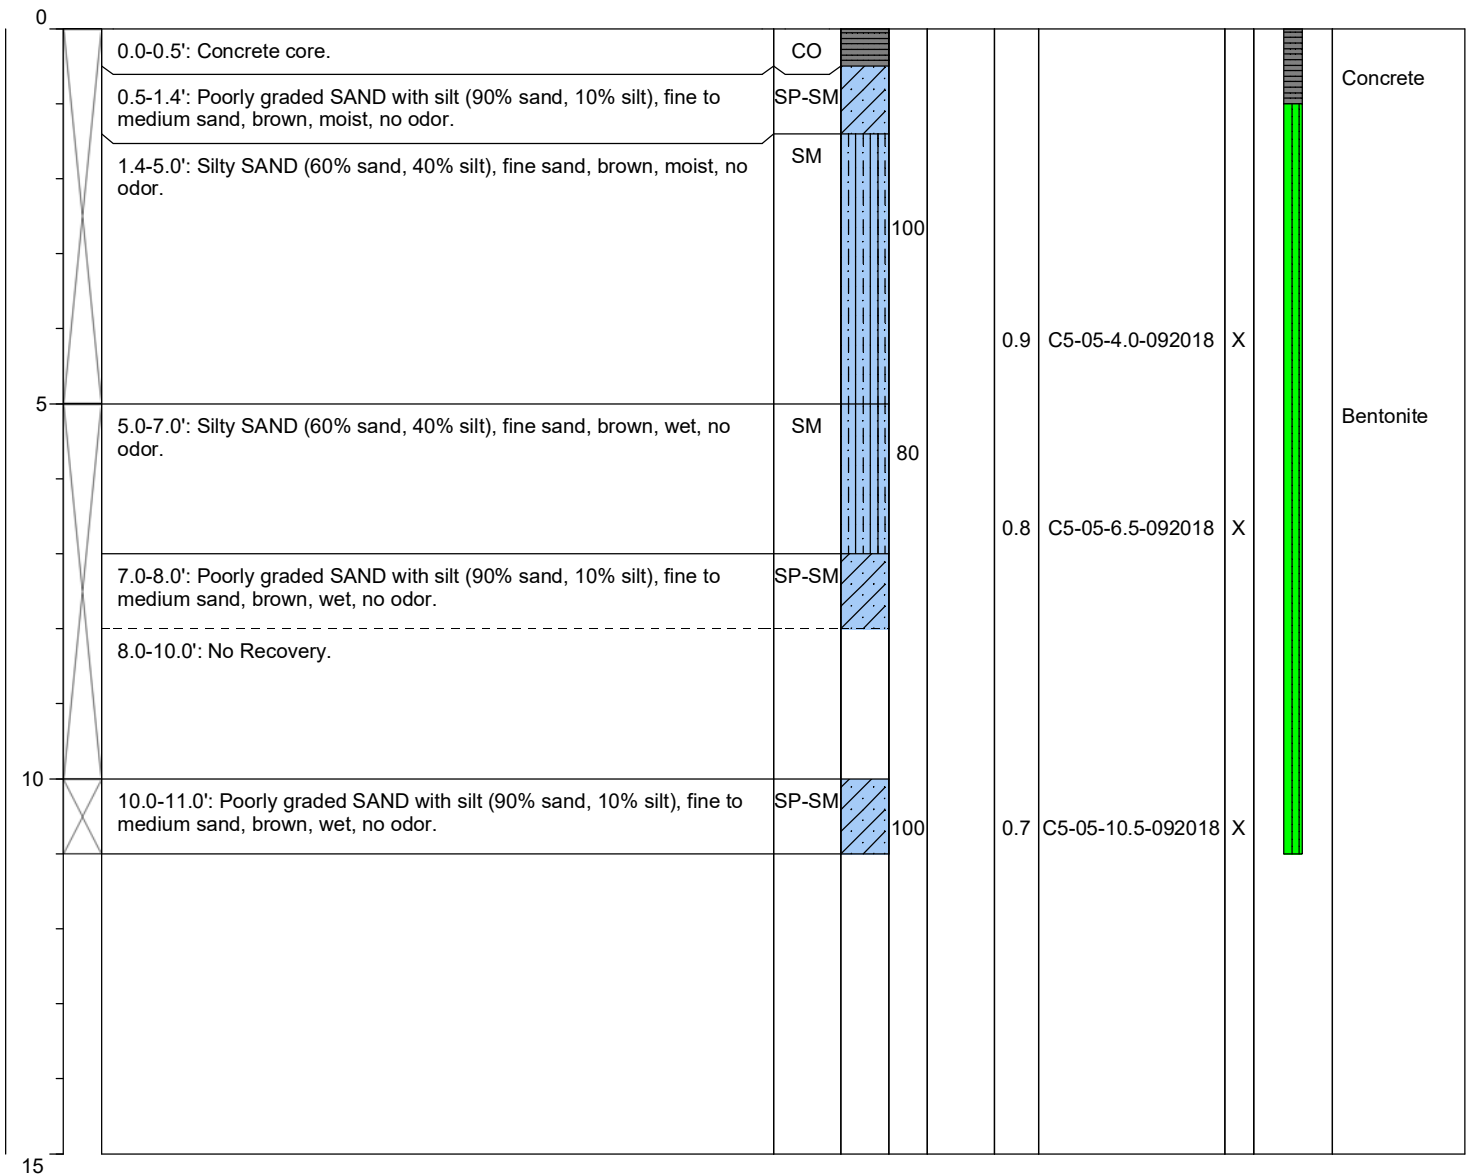 0
0.0-0.5': Concrete core.
CO
Concrete
0.5-1.4': Poorly graded SAND with silt (90% sand, 10% silt), fine to
medium sand, brown, moist, no odor.
SP-SM
1.4-5.0': Silty SAND (60% sand, 40% silt), fine sand, brown, moist, no
odor.
SM
100
0.9
C5-05-4.0-092018
X
5
5.0-7.0': Silty SAND (60% sand, 40% silt), fine sand, brown, wet, no
odor.
SM
Bentonite
80
0.8
C5-05-6.5-092018
X
7.0-8.0': Poorly graded SAND with silt (90% sand, 10% silt), fine to
medium sand, brown, wet, no odor.
SP-SM
8.0-10.0': No Recovery.
10
10.0-11.0': Poorly graded SAND with silt (90% sand, 10% silt), fine to
medium sand, brown, wet, no odor.
SP-SM
100
0.7
C5-05-10.5-092018
X
15